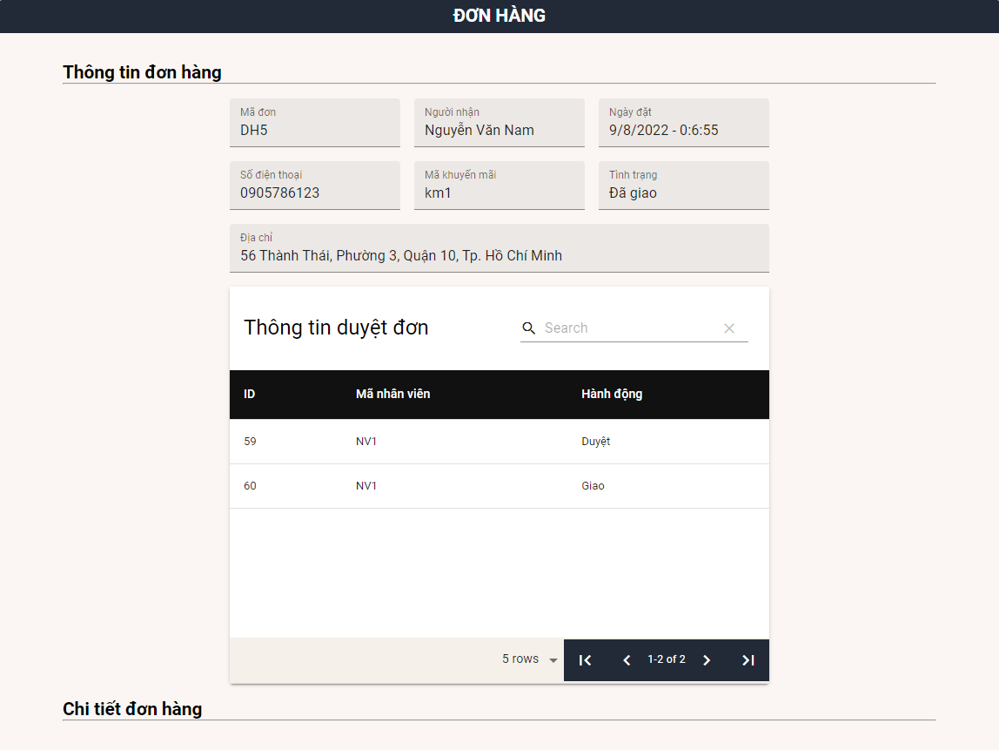 ĐƠN HÀNG
Thông tin đơn hàng
Mã đơn
DH5
Người nhận
Nguyễn Văn Nam
Ngày đặt
9/8/2022 - 0:6:55
Số điện thoại
0905786123
Mã khuyến mãi
km1
Tình trạng
Đã giao
Địa chỉ
56 Thành Thái, Phường 3, Quận 10, Tp. Hồ Chí Minh
Thông tin duyệt đơn
Search
ID Mã nhân viên Hành động
59 NV1 Duyệt
60 NV1 Giao
5 rows 1-2 of 2
Chi tiết đơn hàng